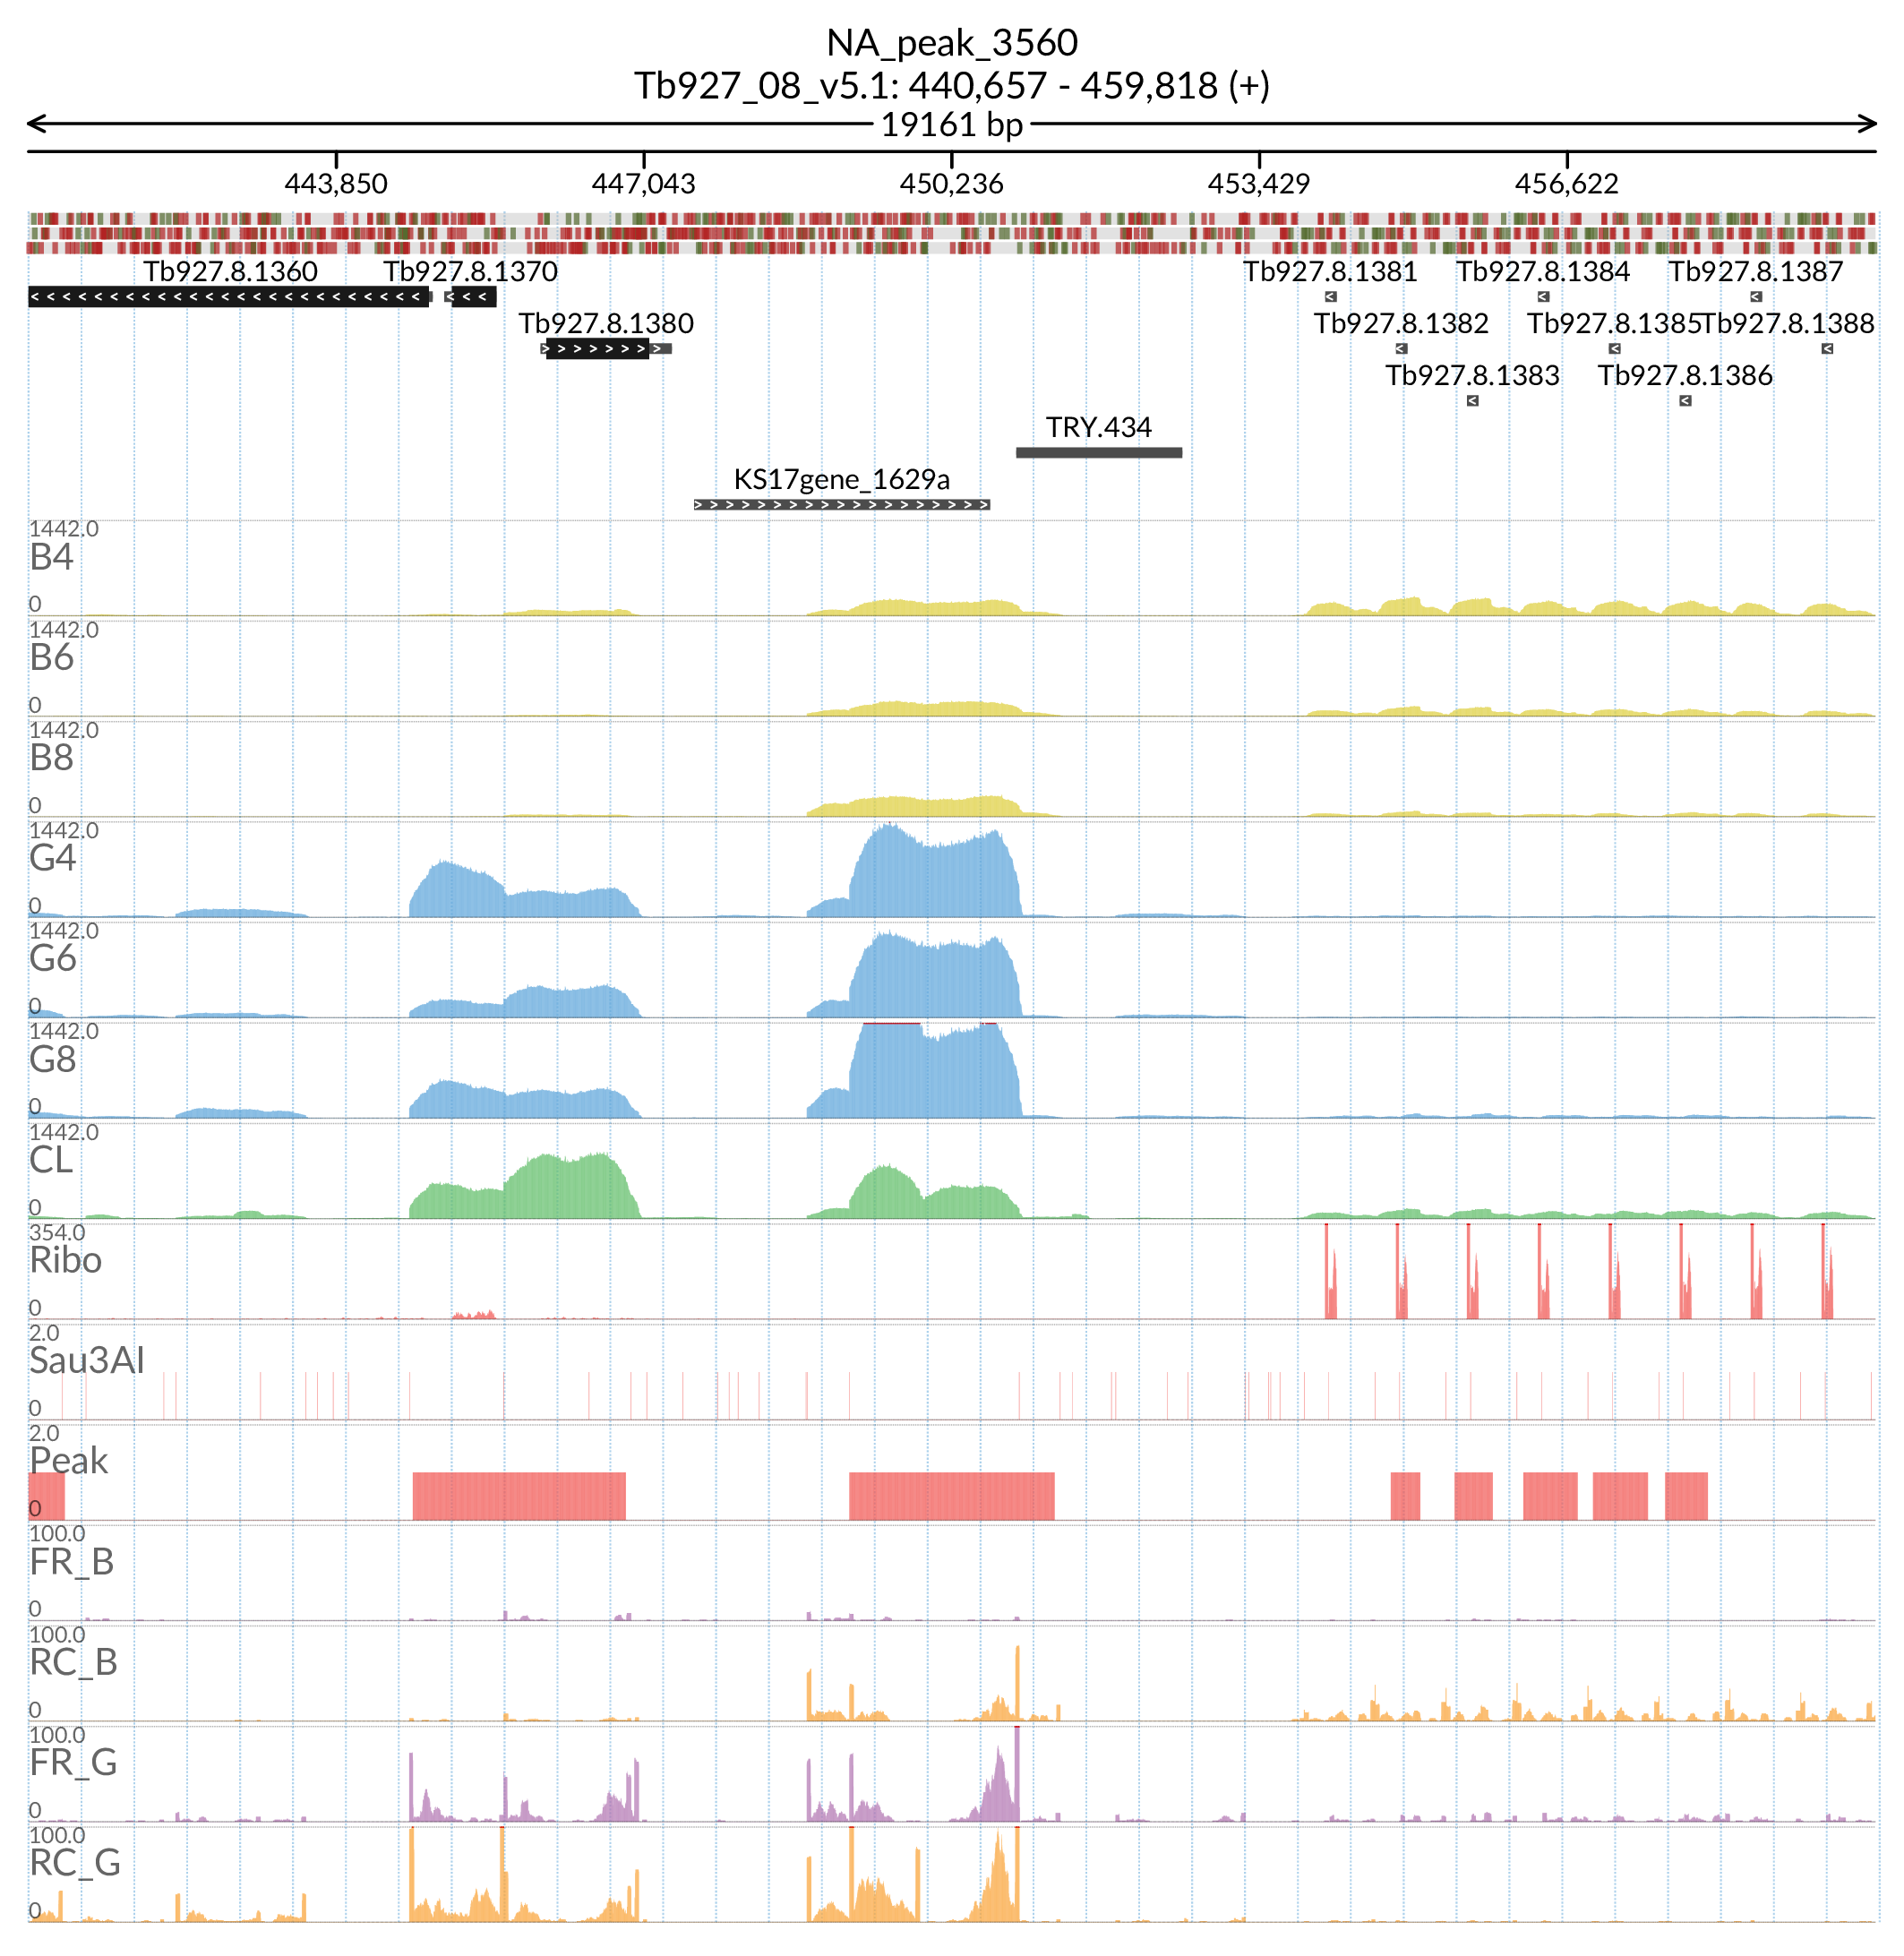 NA_peak_3560
Tb927_08_v5.1: 440,657 - 459,818 (+)
19161 bp
443,850 447,043 450,236 453,429 456,622
Tb927.8.1360 Tb927.8.1370 Tb927.8.1381 Tb927.8.1384 Tb927.8.1387
Tb927.8.1380 Tb927.8.1382 Tb927.8.1385 Tb927.8.1388
Tb927.8.1383 Tb927.8.1386
TRY.434
KS17gene_1629a
1442.0
B4
0
1442.0
B6
0
1442.0
B8
0
1442.0
G4
0
1442.0
G6
0
1442.0
G8
0
1442.0
CL
0
354.0
Ribo
0
2.0
Sau3AI
0
2.0
Peak
0
100.0
FR_B
0
100.0
RC_B
0
100.0
FR_G
0
100.0
RC_G
0